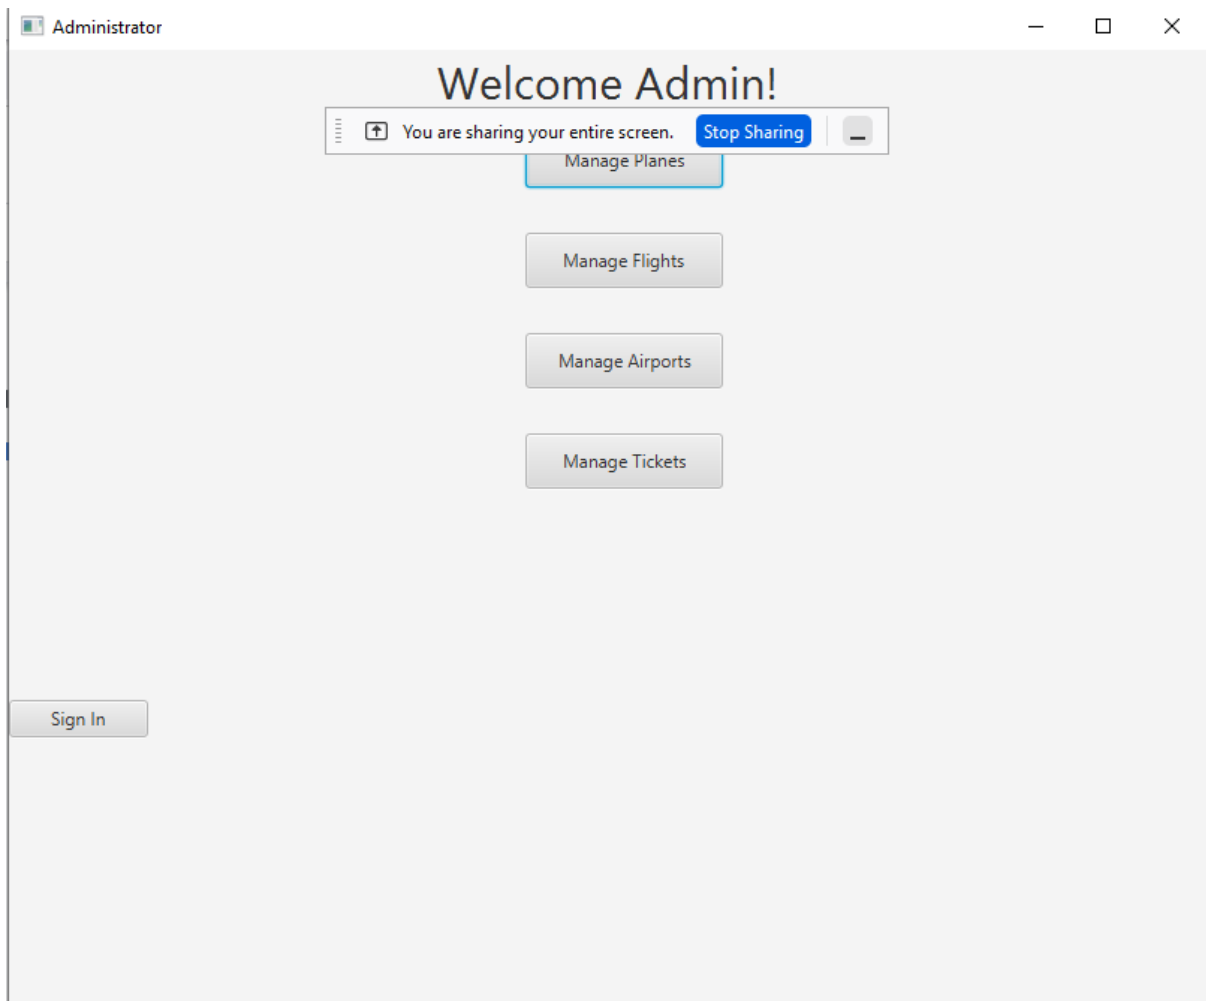 Administrator
Welcome Admin!
You are sharing your entire screen. Stop Sharing
Manage Planes
Manage Flights
Manage Airports
Manage Tickets
Sign In